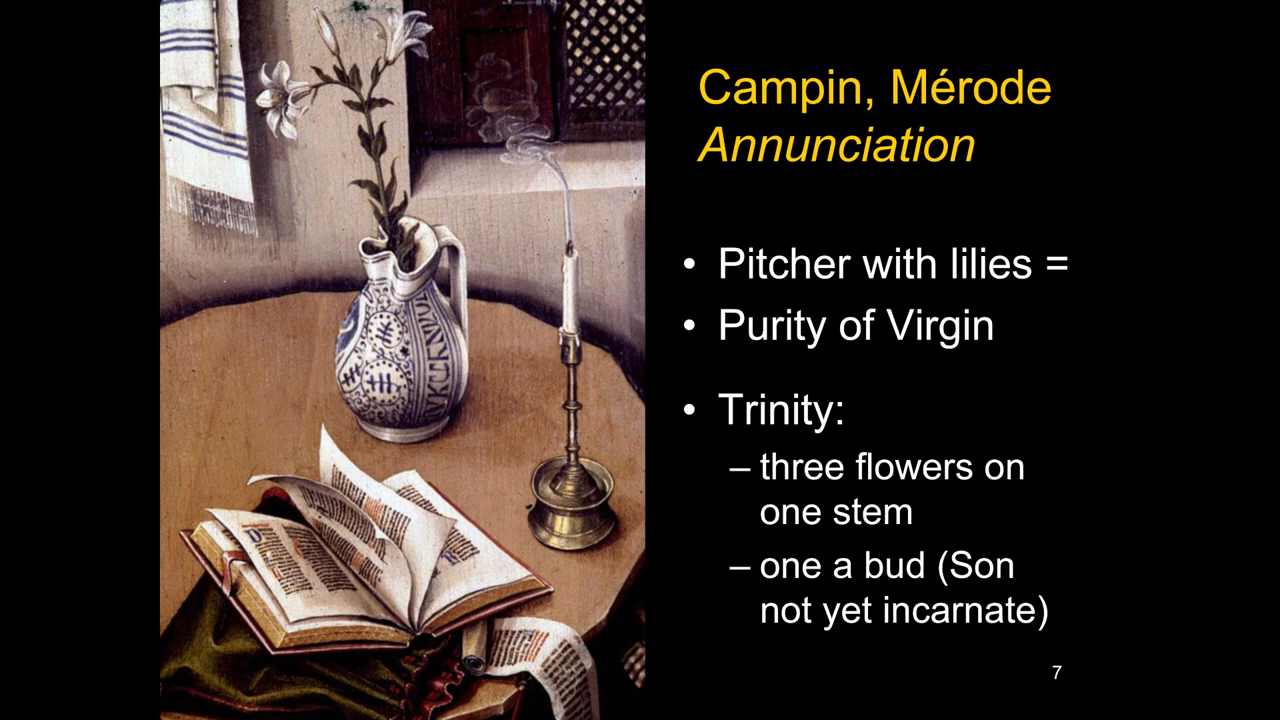 Campin, Mérode
Annunciation
• Pitcher with lilies =
• Purity of Virgin
• Trinity:
– three flowers on
one stem
– one a bud (Son
not yet incarnate)
7